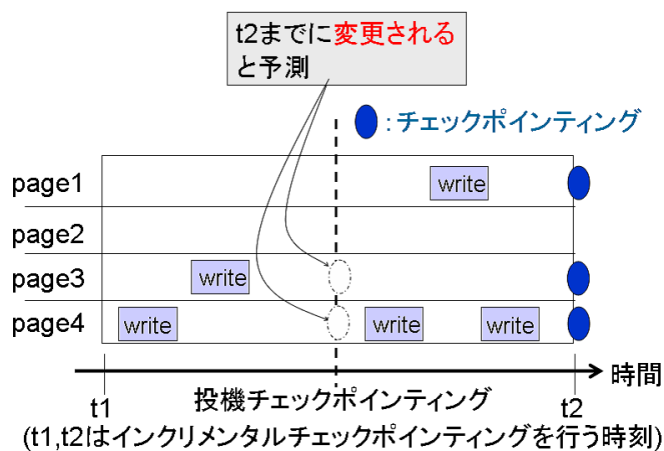 t2までに変更される
と予測
:チェックポインティング
page1
write
page2
page3
write
page4
write
write
write
時間
t1
投機チェックポインティング
t2
(t1,t2はインクリメンタルチェックポインティングを行う時刻)